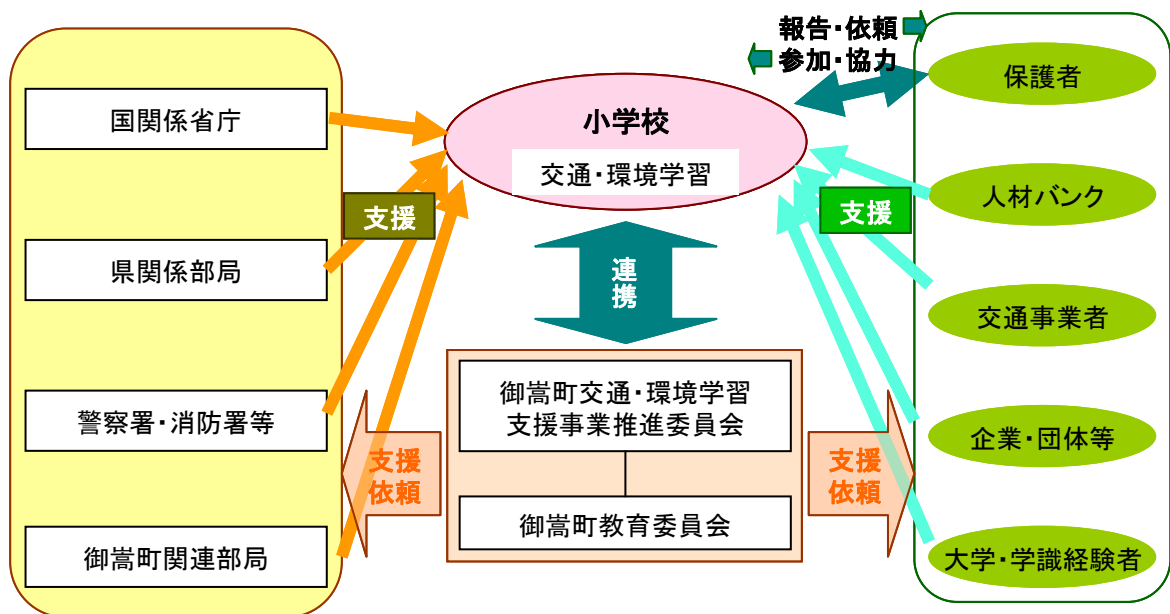 報告・依頼
参加・協力
国関係省庁
県関係部局
警察署・消防署等
御嵩町関連部局
支援
小学校
交通・環境学習
連携
御嵩町交通・環境学習
支援事業推進委員会
御嵩町教育委員会
支援
依頼
支援
依頼
支援
保護者
人材バンク
交通事業者
企業・団体等
大学・学識経験者